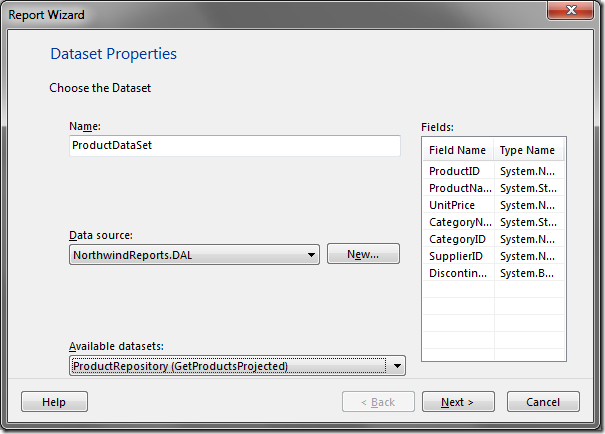 Report Wizard
Dataset Properties
Choose the Dataset
Name:
ProductDataSet
Data source:
NorthwindReports.DAL
New...
Available datasets:
ProductRepository (GetProductsProjected)
Fields:
Field Name Type Name
ProductID System.N...
ProductNa... System.St...
UnitPrice System.N...
CategoryN... System.St...
CategoryID System.N...
SupplierID System.N...
Discontin... System.B...
Help
< Back
Next >
Cancel